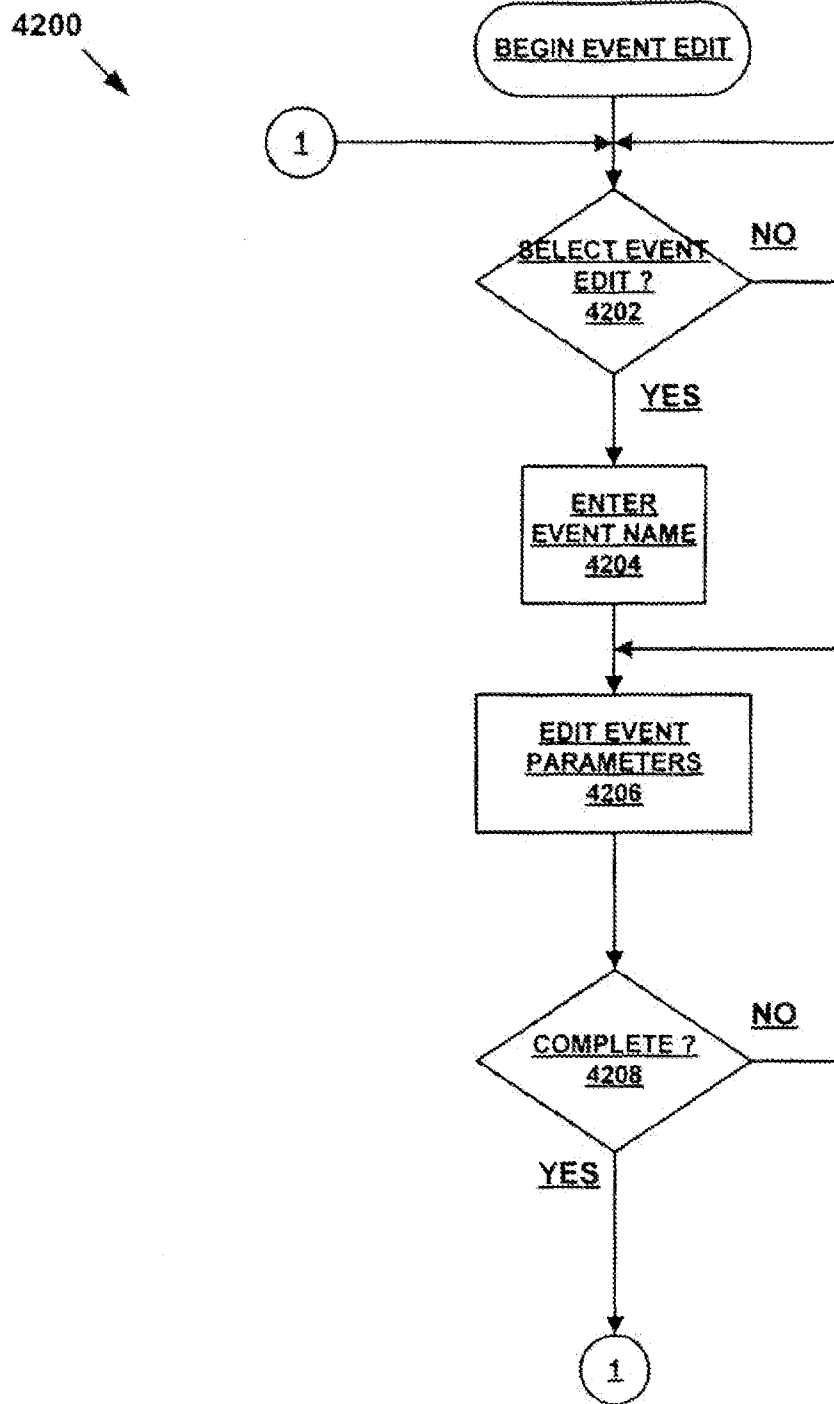 4200
BEGIN EVENT EDIT
1
SELECT EVENT
EDIT ?
4202
NO
YES
ENTER
EVENT NAME
4204
EDIT EVENT
PARAMETERS
4206
COMPLETE ?
4208
NO
YES
1